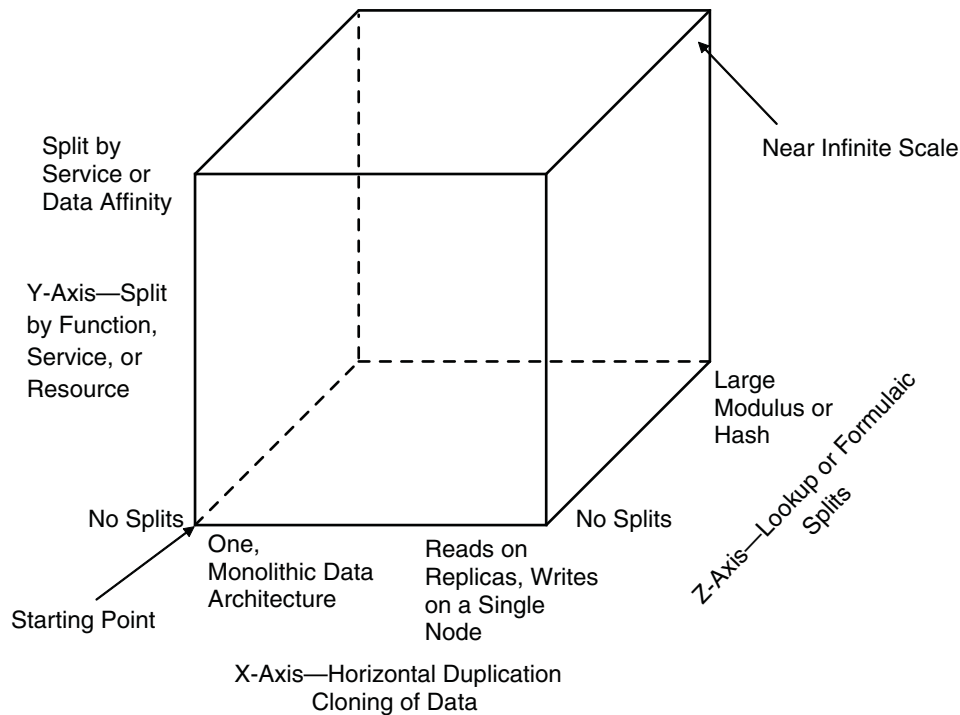 Split by
Service or
Data Affinity
Near Infinite Scale
Y-Axis—Split
by Function,
Service, or
Resource
Large
Modulus or
Hash
Z-Axis—Lookup or Formulaic
Splits
No Splits
No Splits
One,
Monolithic Data
Architecture
Reads on
Replicas, Writes
on a Single
Node
Starting Point
X-Axis—Horizontal Duplication
Cloning of Data